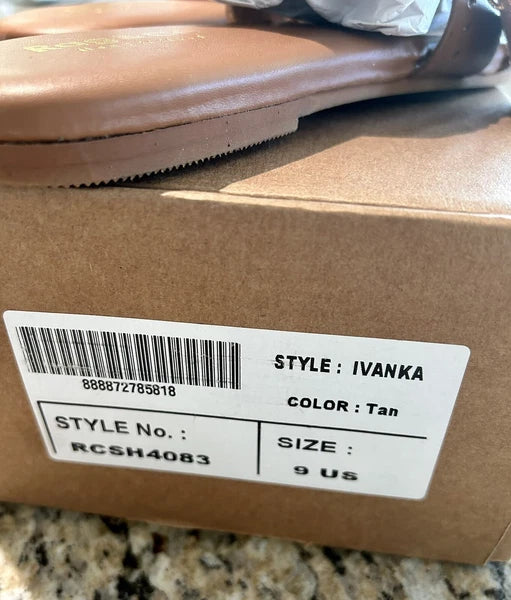 888872785818
STYLE : IVANKA
COLOR : Tan
STYLE No. :
RCSH4083
SIZE :
9 US